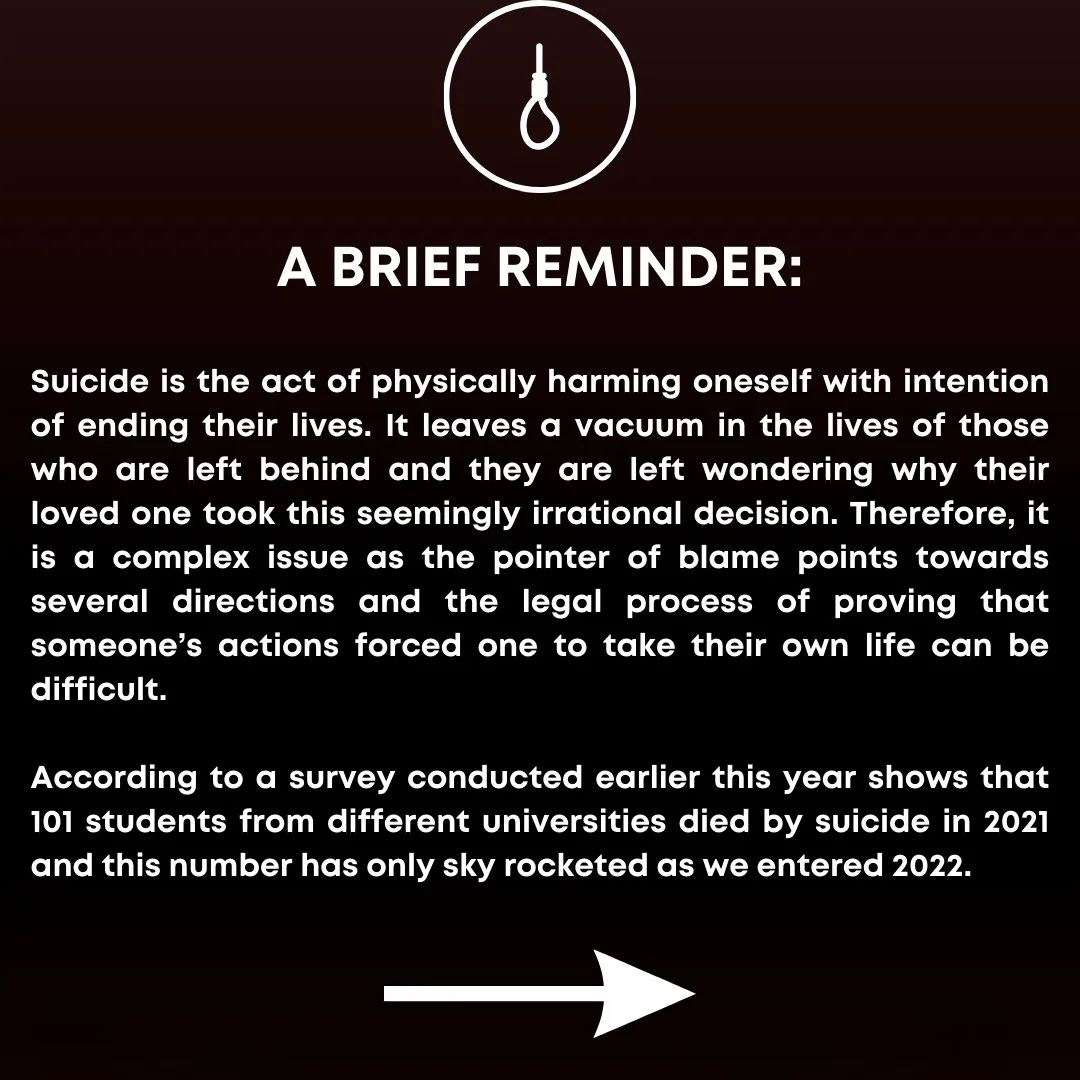 A BRIEF REMINDER:
Suicide is the act of physically harming oneself with intention
of ending their lives. It leaves a vacuum in the lives of those
who are left behind and they are left wondering why their
loved one took this seemingly irrational decision. Therefore, it
is a complex issue as the pointer of blame points towards
several directions and the legal process of proving that
someone’s actions forced one to take their own life can be
difficult.
According to a survey conducted earlier this year shows that
101 students from different universities died by suicide in 2021
and this number has only sky rocketed as we entered 2022.